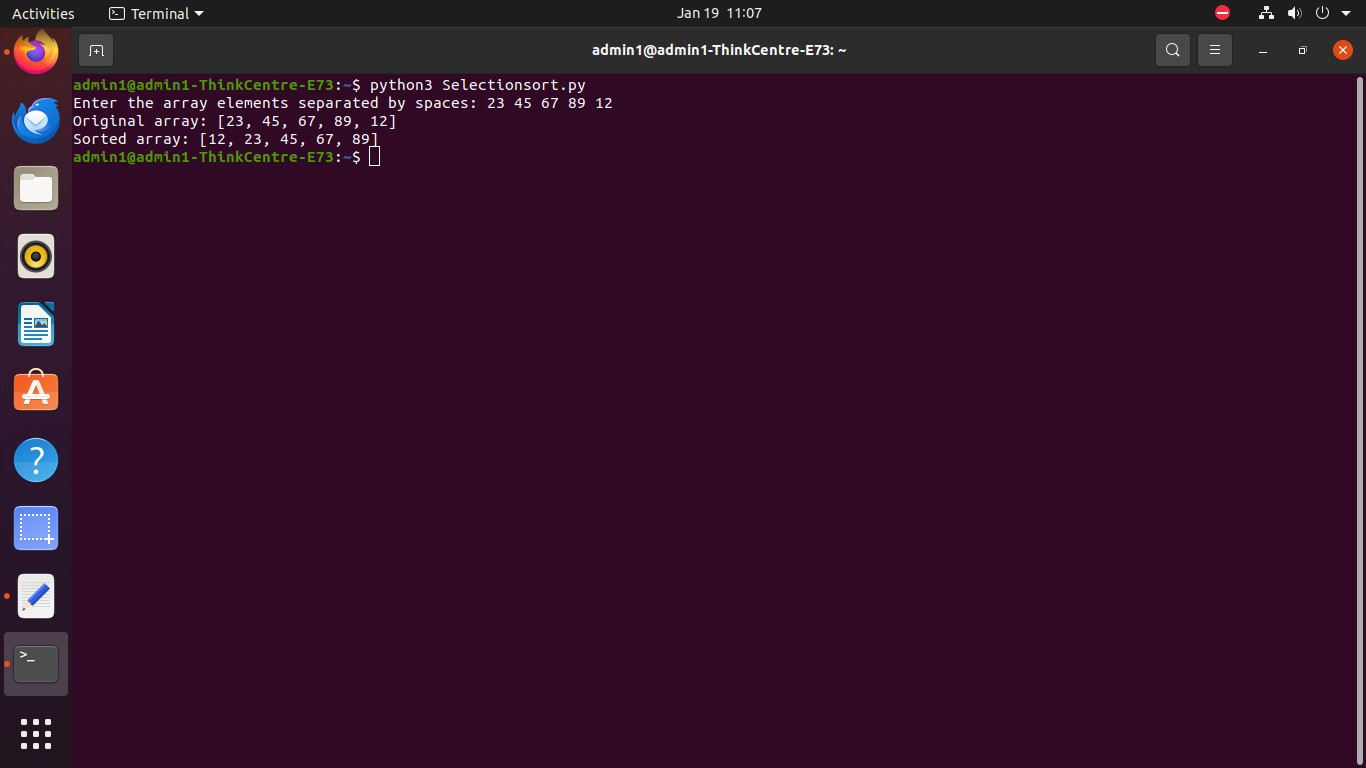 Activities
Terminal
Jan 19 11:07
admin1@admin1-ThinkCentre-E73: ~
admin1@admin1-ThinkCentre-E73:~$ python3 Selectionsort.py
Enter the array elements separated by spaces: 23 45 67 89 12
Original array: [23, 45, 67, 89, 12]
Sorted array: [12, 23, 45, 67, 89]
admin1@admin1-ThinkCentre-E73:~$